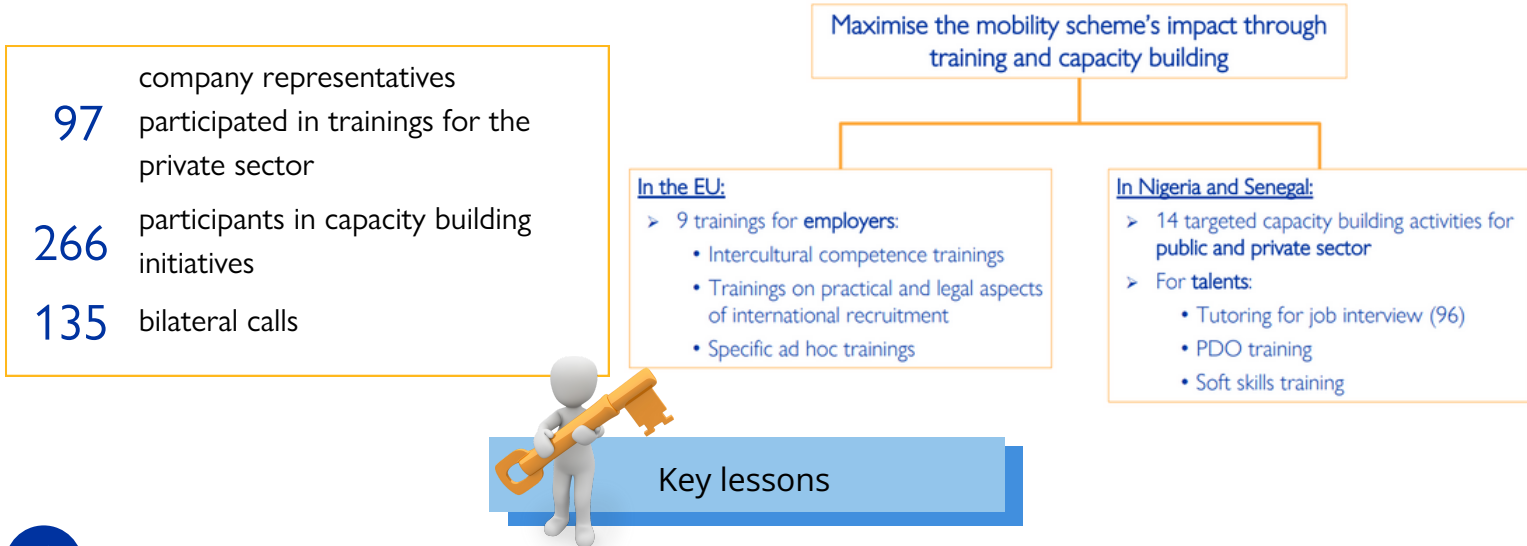 97
company representatives
participated in trainings for the
private sector
266
participants in capacity building
initiatives
135
bilateral calls
Maximise the mobility scheme's impact through
training and capacity building
In the EU:
➢ 9 trainings for employers:
• Intercultural competence trainings
• Trainings on practical and legal aspects
of international recruitment
• Specific ad hoc trainings
In Nigeria and Senegal:
➢ 14 targeted capacity building activities for
public and private sector
➢ For talents:
• Tutoring for job interview (96)
• PDO training
• Soft skills training
Key lessons